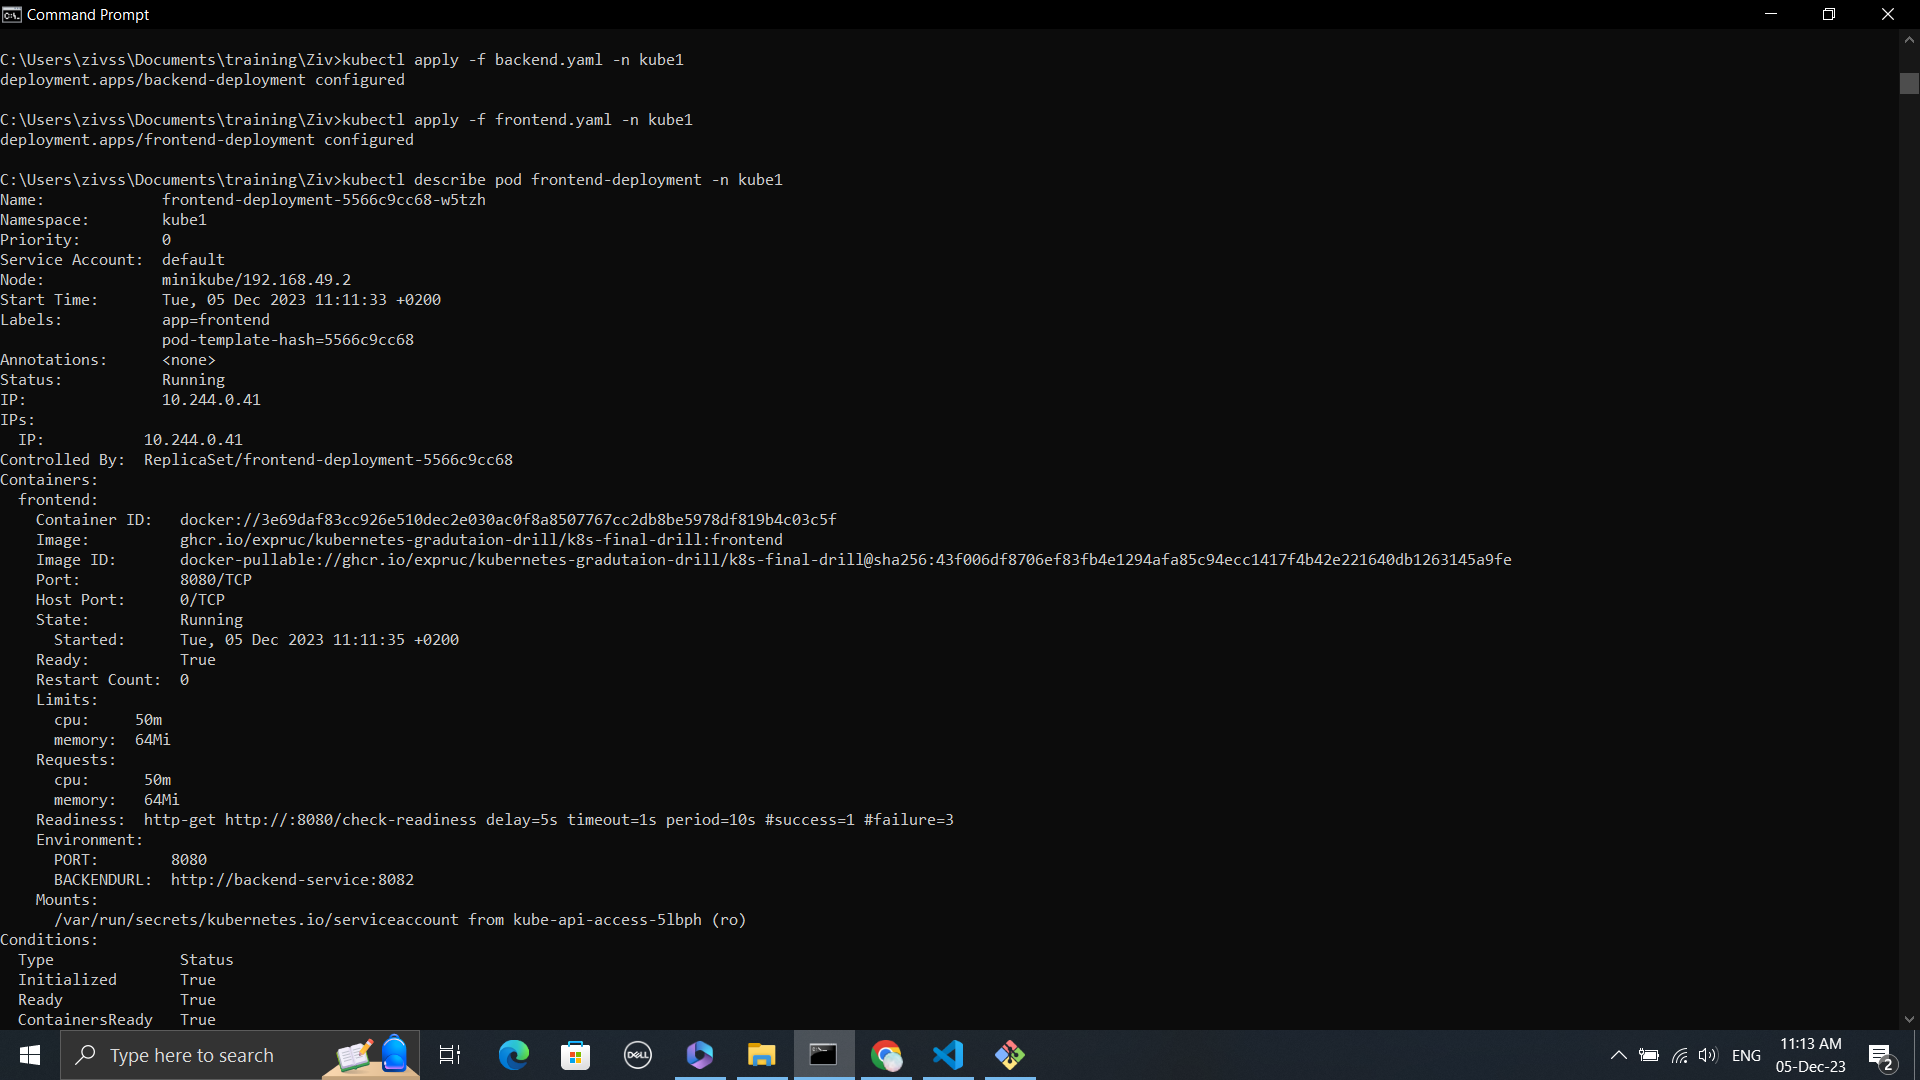 Command Prompt
C:\Users\zivss\Documents\training\Ziv>kubectl apply -f backend.yaml -n kube1
deployment.apps/backend-deployment configured
C:\Users\zivss\Documents\training\Ziv>kubectl apply -f frontend.yaml -n kube1
deployment.apps/frontend-deployment configured
C:\Users\zivss\Documents\training\Ziv>kubectl describe pod frontend-deployment -n kube1
Name:             frontend-deployment-5566c9cc68-w5tzh
Namespace:        kube1
Priority:         0
Service Account:  default
Node:             minikube/192.168.49.2
Start Time:       Tue, 05 Dec 2023 11:11:33 +0200
Labels:           app=frontend
                  pod-template-hash=5566c9cc68
Annotations:      <none>
Status:           Running
IP:               10.244.0.41
IPs:
  IP:           10.244.0.41
Controlled By:  ReplicaSet/frontend-deployment-5566c9cc68
Containers:
  frontend:
    Container ID:   docker://3e69daf83cc926e510dec2e030ac0f8a8507767cc2db8be5978df819b4c03c5f
    Image:          ghcr.io/expruc/kubernetes-gradutaion-drill/k8s-final-drill:frontend
    Image ID:       docker-pullable://ghcr.io/expruc/kubernetes-gradutaion-drill/k8s-final-drill@sha256:43f006df8706ef83fb4e1294afa85c94ecc1417f4b42e221640db1263145a9fe
    Port:           8080/TCP
    Host Port:      0/TCP
    State:          Running
      Started:      Tue, 05 Dec 2023 11:11:35 +0200
    Ready:          True
    Restart Count:  0
    Limits:
      cpu:     50m
      memory:  64Mi
    Requests:
      cpu:      50m
      memory:   64Mi
    Readiness:  http-get http://:8080/check-readiness delay=5s timeout=1s period=10s #success=1 #failure=3
    Environment:
      PORT:        8080
      BACKENDURL:  http://backend-service:8082
    Mounts:
      /var/run/secrets/kubernetes.io/serviceaccount from kube-api-access-5lbph (ro)
Conditions:
  Type              Status
  Initialized       True
  Ready             True
  ContainersReady   True
Type here to search
DELL
ENG
11:13 AM
05-Dec-23
2